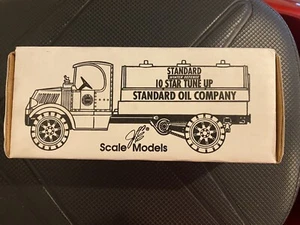 STANDARD
10 STAR TUNE UP
STANDARD OIL COMPANY
Scale Models